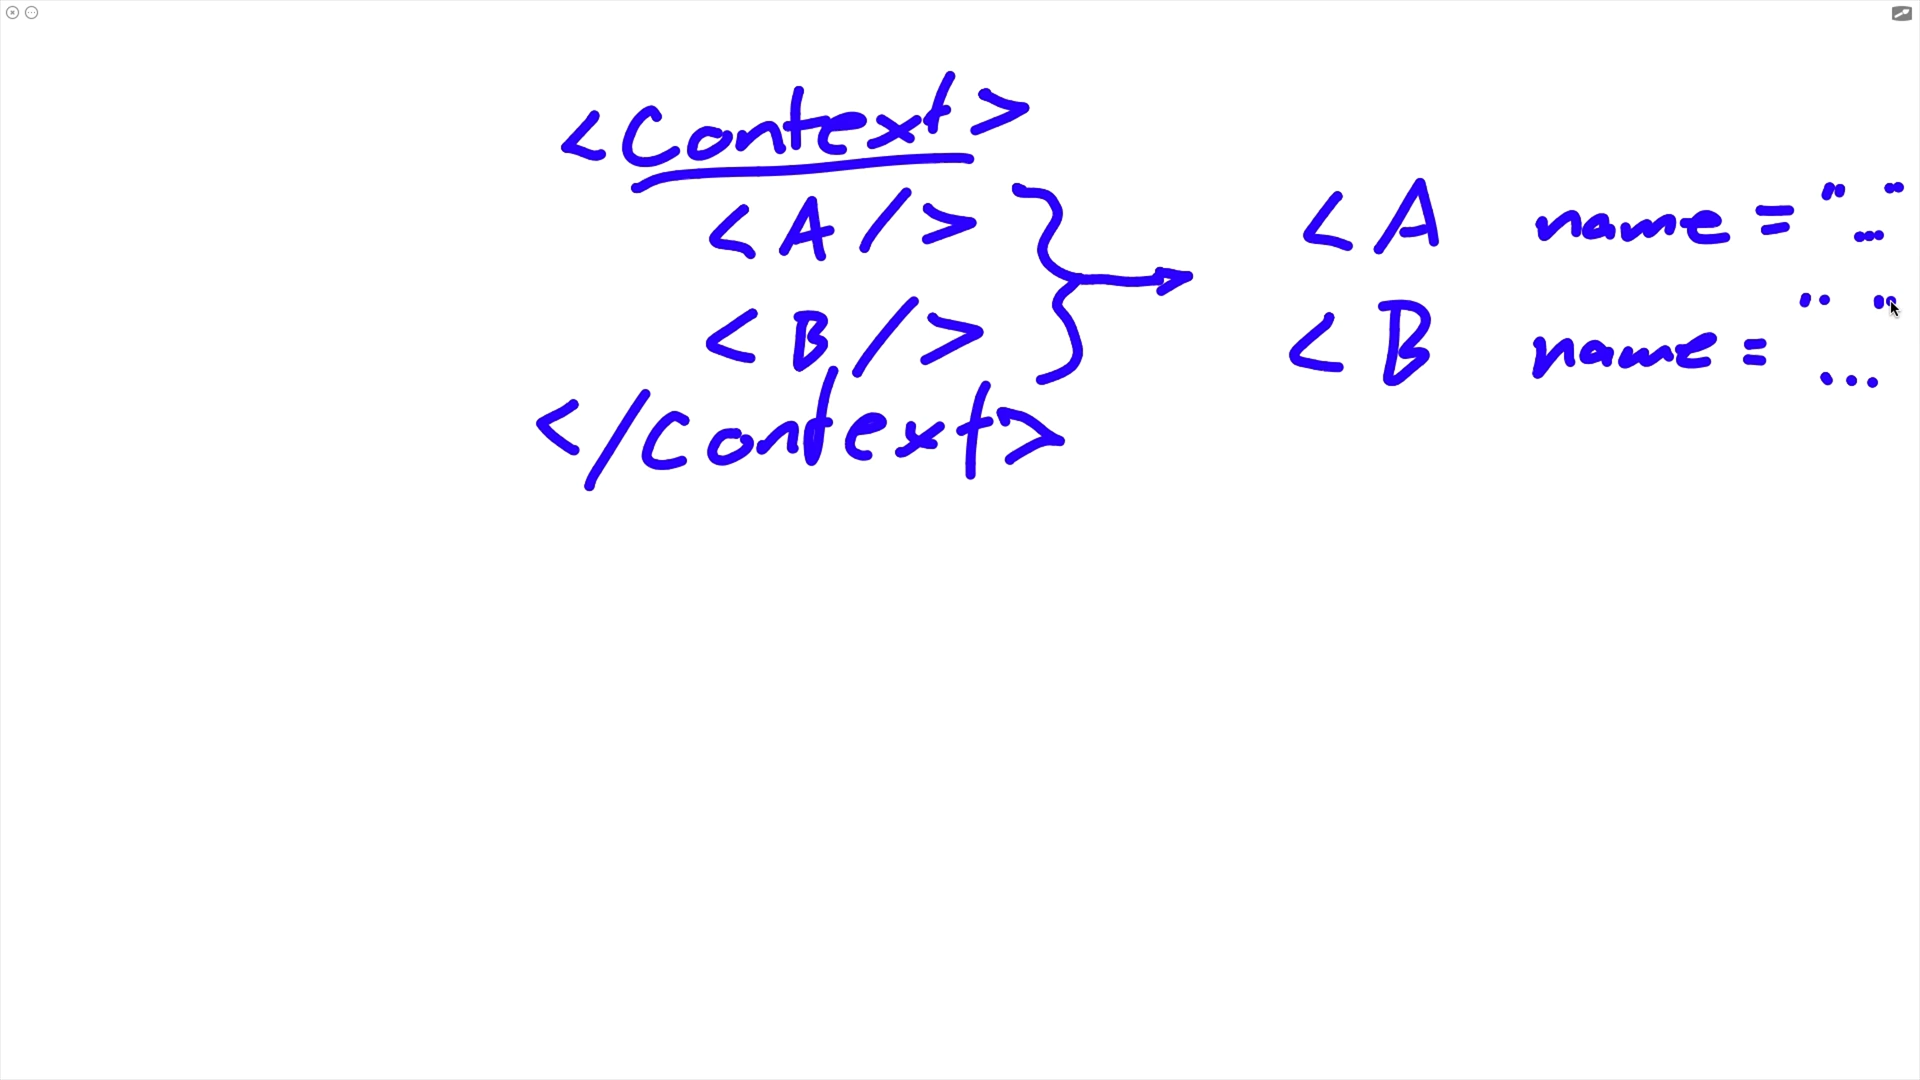 <Context>
<A/>
<B/>
</Context>
<A name="..."
<B name="..."